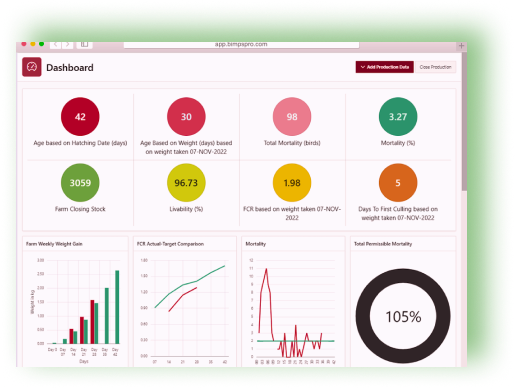 app.bimpspro.com
Dashboard
Add Production Data
Close Production
42
30
98
3.27
Age based on Hatching Date (days)
Age Based on Weight (days) based
on weight taken 07-NOV-2022
Total Mortality (birds)
Mortality (%)
3059
96.73
1.98
5
Farm Closing Stock
Livability (%)
FCR based on weight taken 07-NOV-
2022
Days To First Culling based on
weight taken 07-NOV-2022
Farm Weekly Weight Gain
FCR Actual-Target Comparison
Mortality
Total Permissible Mortality
Weight in kg
Days
105%